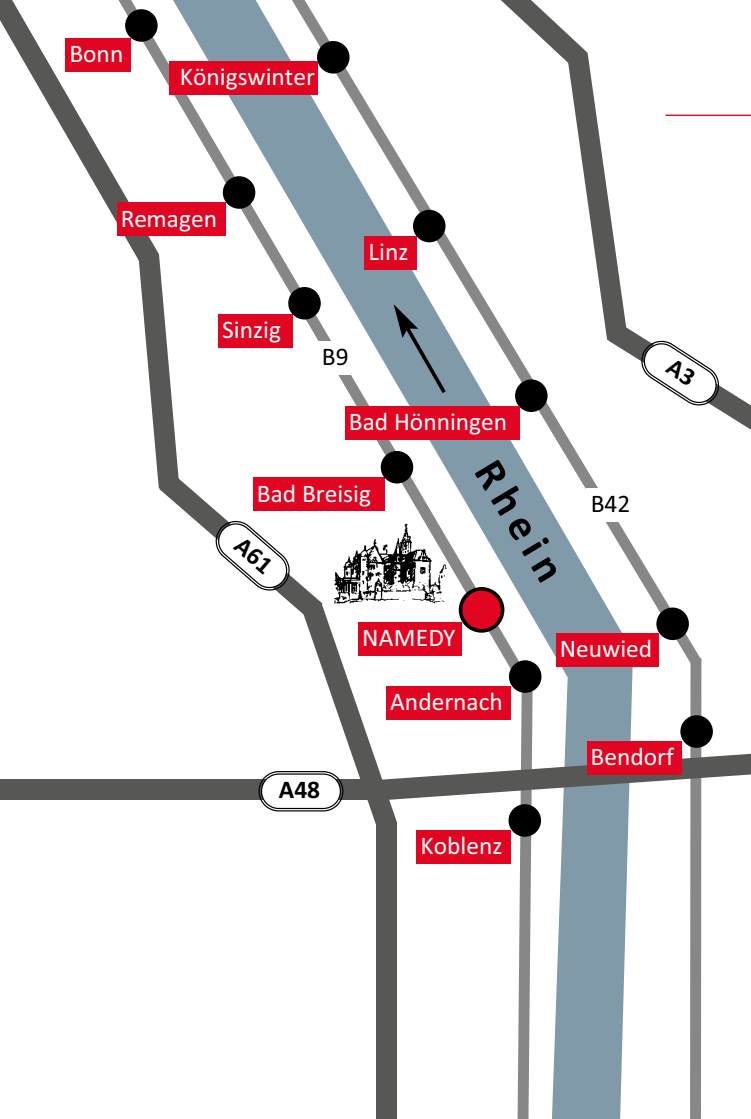 Bonn
Königswinter
Remagen
Linz
Sinzig
B9
A3
Bad Hönningen
Bad Breisig
Rhein
B42
A61
NAMEDY
Neuwied
Andernach
Bendorf
A48
Koblenz